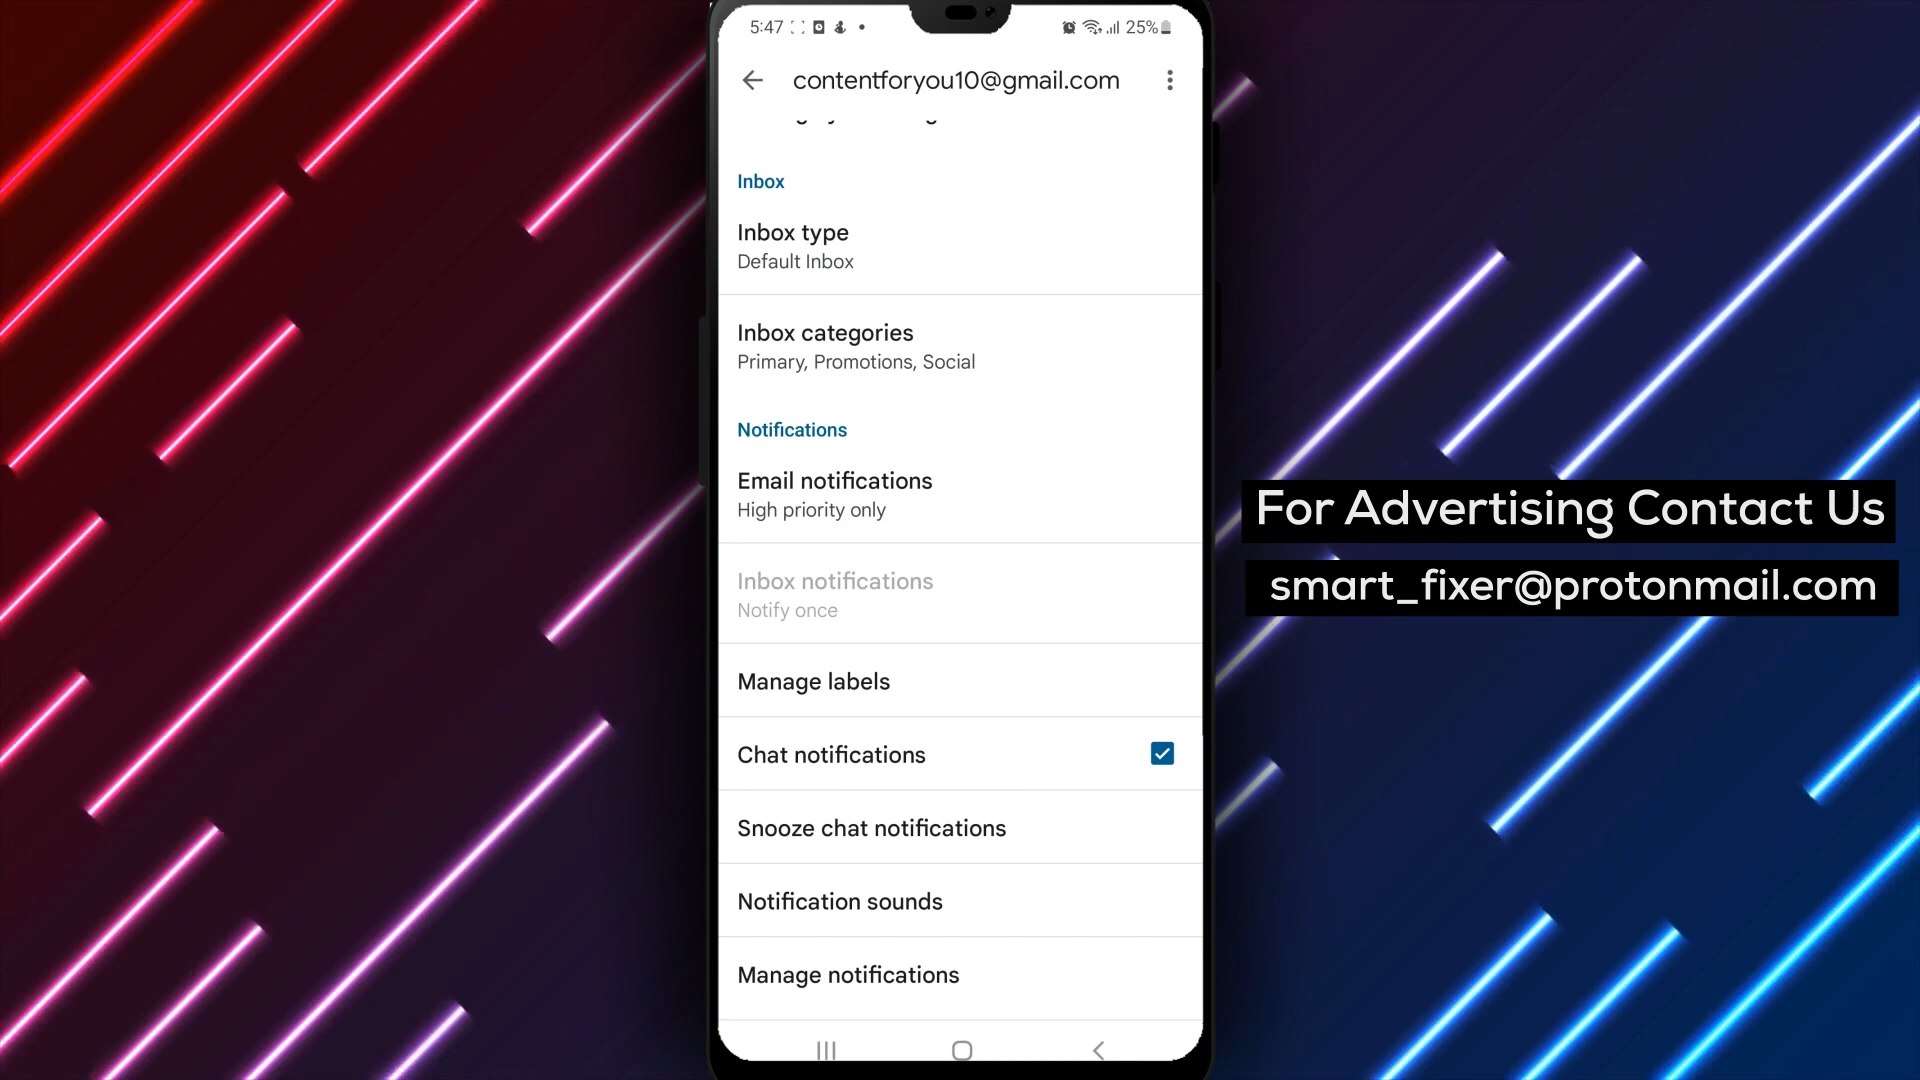 5:47
25%
contentforyou10@gmail.com
Inbox
Inbox type
Default Inbox
Inbox categories
Primary, Promotions, Social
Notifications
Email notifications
High priority only
For Advertising Contact Us
smart_fixer@protonmail.com
Inbox notifications
Notify once
Manage labels
Chat notifications
Snooze chat notifications
Notification sounds
Manage notifications